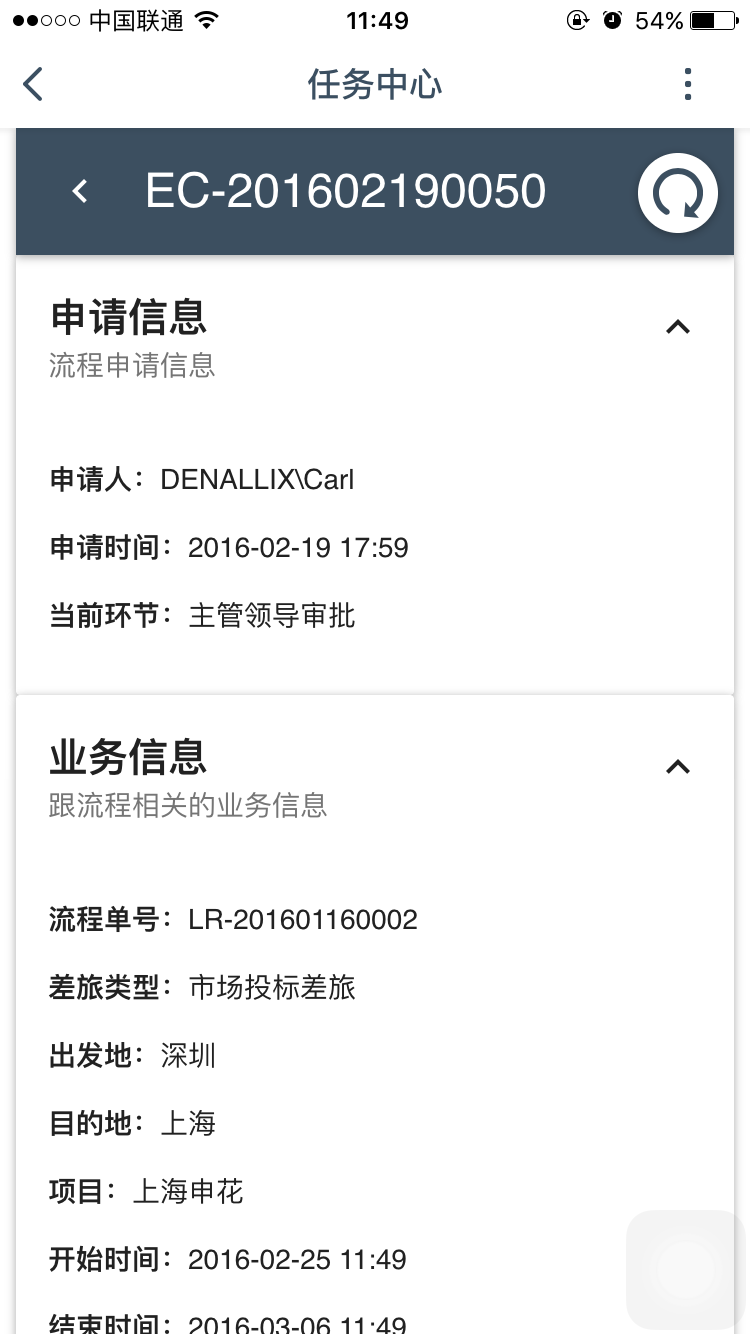 中国联通 11:49 54%
任务中心
EC-201602190050
申请信息
流程申请信息
申请人：DENALLIX\Carl
申请时间：2016-02-19 17:59
当前环节：主管领导审批
业务信息
跟流程相关的业务信息
流程单号：LR-201601160002
差旅类型：市场投标差旅
出发地：深圳
目的地：上海
项目：上海申花
开始时间：2016-02-25 11:49
结束时间：2016-03-06 11:49